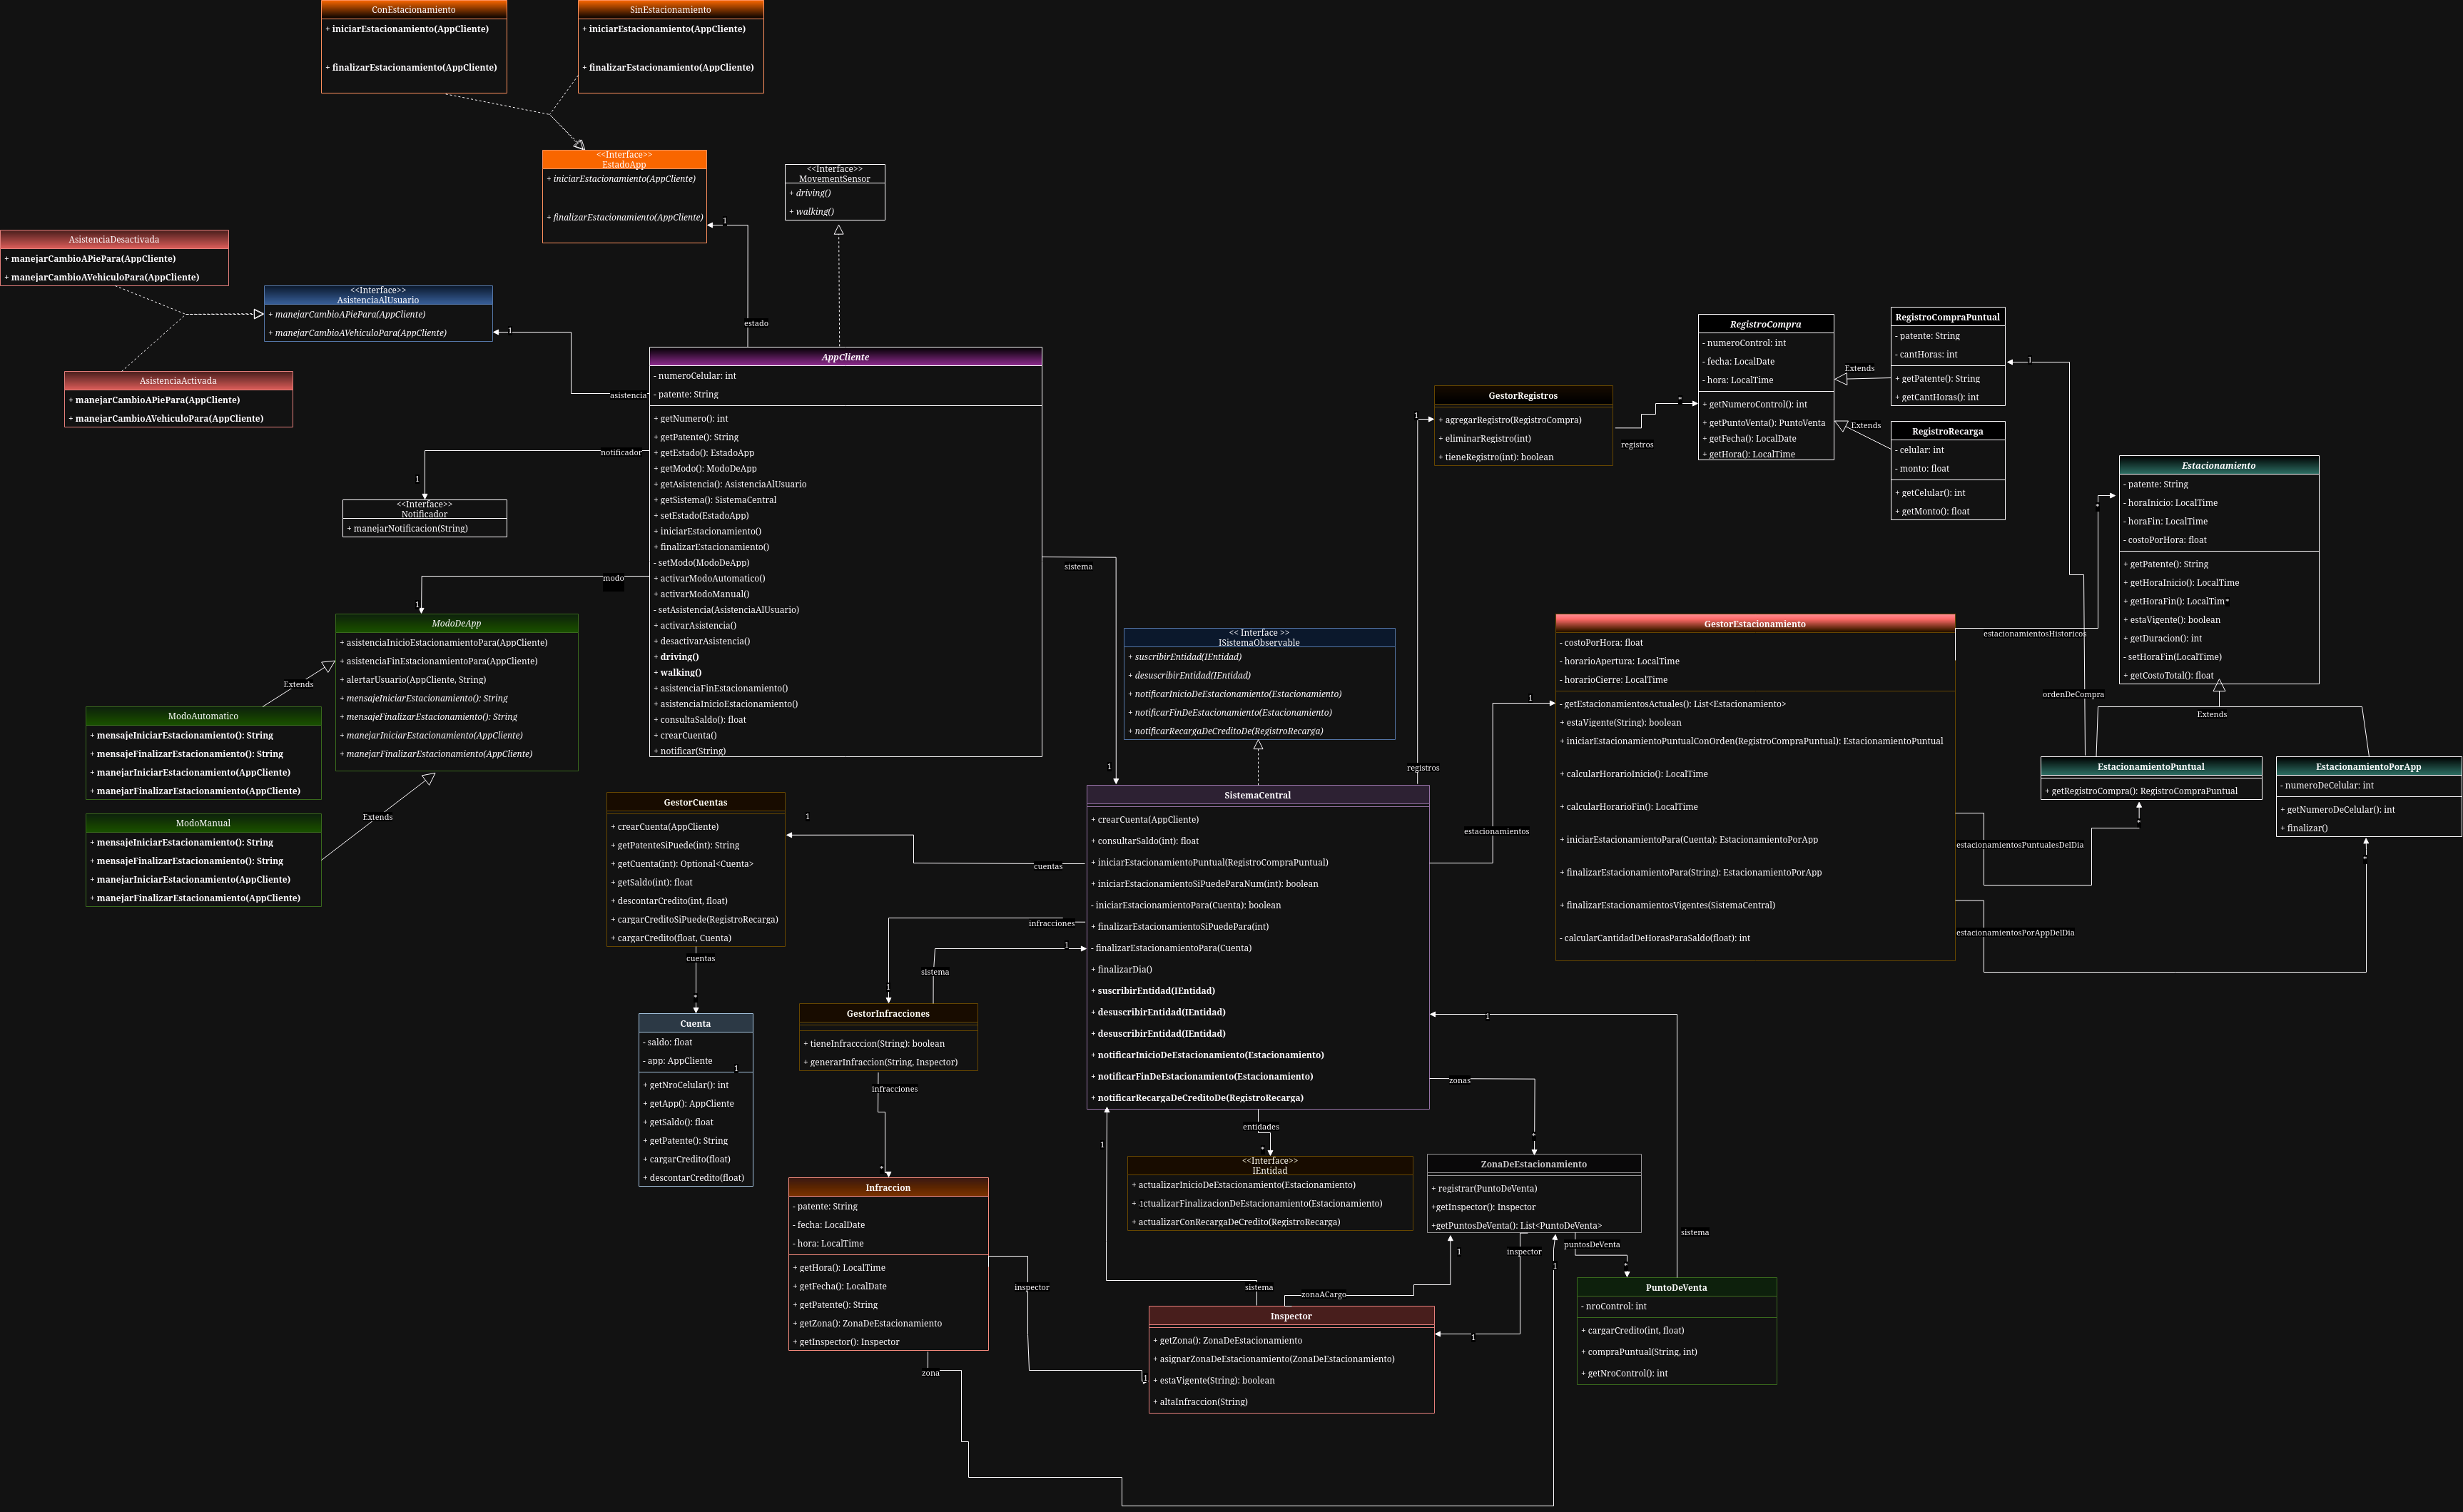 ConEstacionamiento
+ iniciarEstacionamiento(AppCliente)
+ finalizarEstacionamiento(AppCliente)
SinEstacionamiento
+ iniciarEstacionamiento(AppCliente)
+ finalizarEstacionamiento(AppCliente)
<<Interface>>
EstadoApp
+ iniciarEstacionamiento(AppCliente)
+ finalizarEstacionamiento(AppCliente)
1
estado
<<Interface>>
MovementSensor
+ driving()
+ walking()
AsistenciaDesactivada
+ manejarCambioAPiePara(AppCliente)
+ manejarCambioAVehiculoPara(AppCliente)
<<Interface>>
AsistenciaAlUsuario
+ manejarCambioAPiePara(AppCliente)
+ manejarCambioAVehiculoPara(AppCliente)
1
asistencia
AsistenciaActivada
+ manejarCambioAPiePara(AppCliente)
+ manejarCambioAVehiculoPara(AppCliente)
AppCliente
- numeroCelular: int
- patente: String
+ getNumero(): int
+ getPatente(): String
+ getEstado(): EstadoApp
+ getModo(): ModoDeApp
+ getAsistencia(): AsistenciaAlUsuario
+ getSistema(): SistemaCentral
+ setEstado(EstadoApp)
+ iniciarEstacionamiento()
+ finalizarEstacionamiento()
- setModo(ModoDeApp)
+ activarModoAutomatico()
+ activarModoManual()
- setAsistencia(AsistenciaAlUsuario)
+ activarAsistencia()
+ desactivarAsistencia()
+ driving()
+ walking()
+ asistenciaFinEstacionamiento()
+ asistenciaInicioEstacionamiento()
+ consultaSaldo(): float
+ crearCuenta()
+ notificar(String)
notificador
1
<<Interface>>
Notificador
+ manejarNotificacion(String)
modo
1
ModoDeApp
+ asistenciaInicioEstacionamientoPara(AppCliente)
+ asistenciaFinEstacionamientoPara(AppCliente)
+ alertarUsuario(AppCliente, String)
+ mensajeIniciarEstacionamiento(): String
+ mensajeFinalizarEstacionamiento(): String
+ manejarIniciarEstacionamiento(AppCliente)
+ manejarFinalizarEstacionamiento(AppCliente)
Extends
ModoAutomatico
+ mensajeIniciarEstacionamiento(): String
+ mensajeFinalizarEstacionamiento(): String
+ manejarIniciarEstacionamiento(AppCliente)
+ manejarFinalizarEstacionamiento(AppCliente)
Extends
ModoManual
+ mensajeIniciarEstacionamiento(): String
+ mensajeFinalizarEstacionamiento(): String
+ manejarIniciarEstacionamiento(AppCliente)
+ manejarFinalizarEstacionamiento(AppCliente)
sistema
1
<< Interface >>
ISistemaObservable
+ suscribirEntidad(IEntidad)
+ desuscribirEntidad(IEntidad)
+ notificarInicioDeEstacionamiento(Estacionamiento)
+ notificarFinDeEstacionamiento(Estacionamiento)
+ notificarRecargaDeCreditoDe(RegistroRecarga)
SistemaCentral
+ crearCuenta(AppCliente)
+ consultarSaldo(int): float
+ iniciarEstacionamientoPuntual(RegistroCompraPuntual)
+ iniciarEstacionamientoSiPuedeParaNum(int): boolean
- iniciarEstacionamientoPara(Cuenta): boolean
+ finalizarEstacionamientoSiPuedePara(int)
- finalizarEstacionamientoPara(Cuenta)
+ finalizarDia()
+ suscribirEntidad(IEntidad)
+ desuscribirEntidad(IEntidad)
+ desuscribirEntidad(IEntidad)
+ notificarInicioDeEstacionamiento(Estacionamiento)
+ notificarFinDeEstacionamiento(Estacionamiento)
+ notificarRecargaDeCreditoDe(RegistroRecarga)
GestorCuentas
+ crearCuenta(AppCliente)
+ getPatenteSiPuede(int): String
+ getCuenta(int): Optional<Cuenta>
+ getSaldo(int): float
+ descontarCredito(int, float)
+ cargarCreditoSiPuede(RegistroRecarga)
+ cargarCredito(float, Cuenta)
1
cuentas
cuentas
*
Cuenta
- saldo: float
- app: AppCliente
1
+ getNroCelular(): int
+ getApp(): AppCliente
+ getSaldo(): float
+ getPatente(): String
+ cargarCredito(float)
+ descontarCredito(float)
infracciones
1
sistema
1
GestorInfracciones
+ tieneInfracccion(String): boolean
+ generarInfraccion(String, Inspector)
infracciones
*
Infraccion
- patente: String
- fecha: LocalDate
- hora: LocalTime
+ getHora(): LocalTime
+ getFecha(): LocalDate
+ getPatente(): String
+ getZona(): ZonaDeEstacionamiento
+ getInspector(): Inspector
inspector
1
zona
1
entidades
*
<<Interface>>
IEntidad
+ actualizarInicioDeEstacionamiento(Estacionamiento)
+ actualizarFinalizacionDeEstacionamiento(Estacionamiento)
+ actualizarConRecargaDeCredito(RegistroRecarga)
1
sistema
zonaACargo
1
Inspector
+ getZona(): ZonaDeEstacionamiento
+ asignarZonaDeEstacionamiento(ZonaDeEstacionamiento)
+ estaVigente(String): boolean
+ altaInfraccion(String)
zonas
*
ZonaDeEstacionamiento
+ registrar(PuntoDeVenta)
+getInspector(): Inspector
+getPuntosDeVenta(): List<PuntoDeVenta>
inspector
1
puntosDeVenta
*
sistema
1
PuntoDeVenta
- nroControl: int
+ cargarCredito(int, float)
+ compraPuntual(String, int)
+ getNroControl(): int
registros
1
GestorRegistros
+ agregarRegistro(RegistroCompra)
+ eliminarRegistro(int)
+ tieneRegistro(int): boolean
registros
*
RegistroCompra
- numeroControl: int
- fecha: LocalDate
- hora: LocalTime
+ getNumeroControl(): int
+ getPuntoVenta(): PuntoVenta
+ getFecha(): LocalDate
+ getHora(): LocalTime
Extends
RegistroCompraPuntual
- patente: String
- cantHoras: int
+ getPatente(): String
+ getCantHoras(): int
1
Extends
RegistroRecarga
- celular: int
- monto: float
+ getCelular(): int
+ getMonto(): float
Estacionamiento
- patente: String
- horaInicio: LocalTime
- horaFin: LocalTime
- costoPorHora: float
+ getPatente(): String
+ getHoraInicio(): LocalTime
+ getHoraFin(): LocalTim*
+ estaVigente(): boolean
+ getDuracion(): int
- setHoraFin(LocalTime)
+ getCostoTotal(): float
Extends
estacionamientos
1
GestorEstacionamiento
- costoPorHora: float
- horarioApertura: LocalTime
- horarioCierre: LocalTime
- getEstacionamientosActuales(): List<Estacionamiento>
+ estaVigente(String): boolean
+ iniciarEstacionamientoPuntualConOrden(RegistroCompraPuntual): EstacionamientoPuntual
+ calcularHorarioInicio(): LocalTime
+ calcularHorarioFin(): LocalTime
+ iniciarEstacionamientoPara(Cuenta): EstacionamientoPorApp
+ finalizarEstacionamientoPara(String): EstacionamientoPorApp
+ finalizarEstacionamientosVigentes(SistemaCentral)
- calcularCantidadDeHorasParaSaldo(float): int
estacionamientosHistoricos
*
ordenDeCompra
EstacionamientoPuntual
+ getRegistroCompra(): RegistroCompraPuntual
EstacionamientoPorApp
- numeroDeCelular: int
+ getNumeroDeCelular(): int
+ finalizar()
estacionamientosPuntualesDelDia
*
estacionamientosPorAppDelDia
*